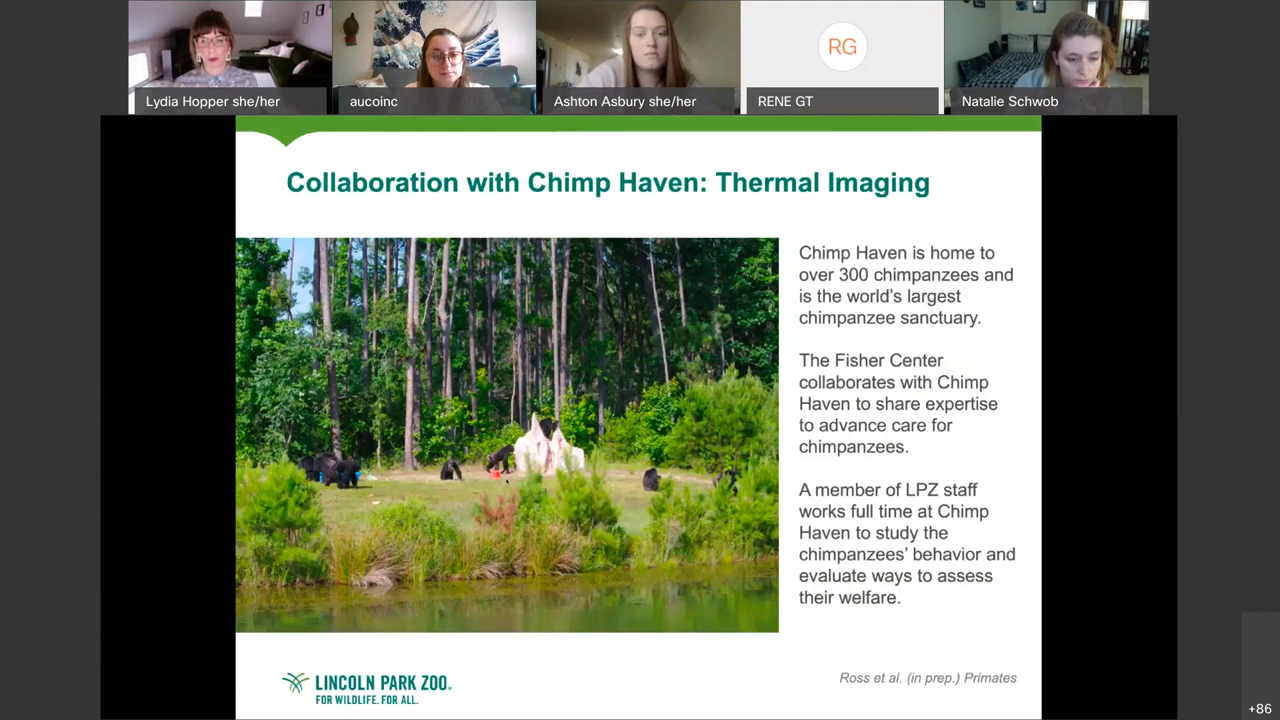 Lydia Hopper she/her
aucoinc
Ashton Asbury she/her
RG
RENE GT
Natalie Schwob
Collaboration with Chimp Haven: Thermal Imaging
Chimp Haven is home to
over 300 chimpanzees and
is the world's largest
chimpanzee sanctuary.
The Fisher Center
collaborates with Chimp
Haven to share expertise
to advance care for
chimpanzees.
A member of LPZ staff
works full time at Chimp
Haven to study the
chimpanzees' behavior and
evaluate ways to assess
their welfare.
LINCOLN PARK ZOO®
FOR WILDLIFE. FOR ALL.
Ross et al. (in prep.) Primates
+86